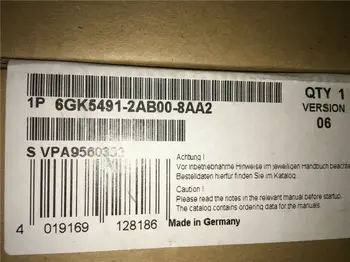 1P 6GK5491-2AB00-8AA2
QTY 1
VERSION
06
S VPA9560353
Achtung !
Vor Inbetriebnahme Hinweise im jeweiligen Handbuch beachten
Bestelldaten hierfür finden Sie im Katalog.
Caution !
Please read the notes in the relevant manual before startup.
The catalog contains ordering data for the manuals.
Made in Germany
4 019169 128186